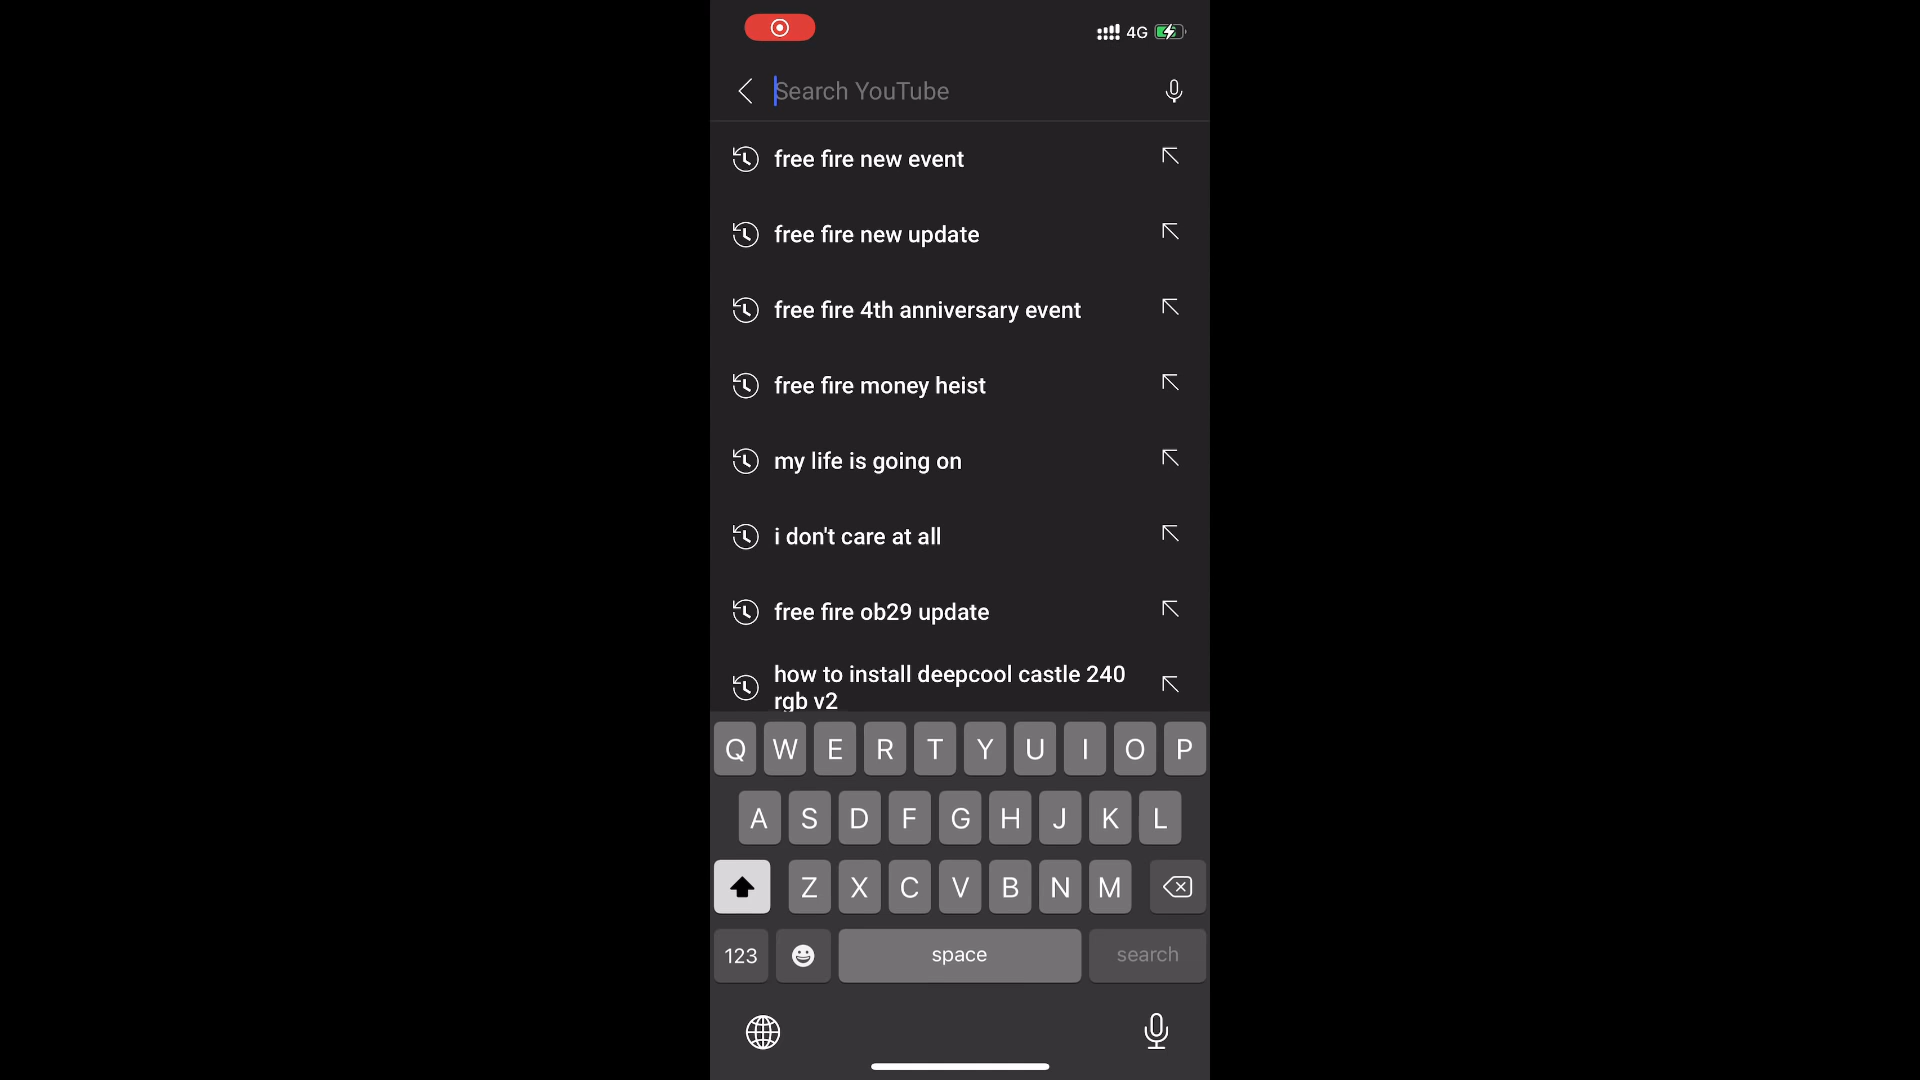 4G
Search YouTube
free fire new event
free fire new update
free fire 4th anniversary event
free fire money heist
my life is going on
i don't care at all
free fire ob29 update
how to install deepcool castle 240
rgb v2
Q W E R T Y U I O P
A S D F G H J K L
Z X C V B N M
123 space search